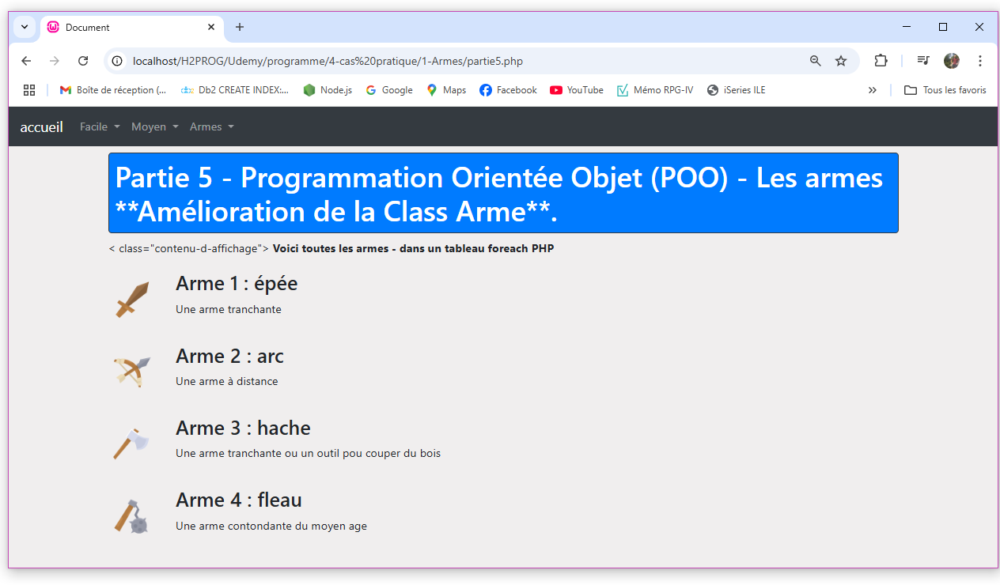 Document
localhost/H2PROG/Udemy/programme/4-cas%20pratique/1-Armes/partie5.php
Boîte de réception (... Db2 CREATE INDEX:... Node.js Google Maps Facebook YouTube Mémo RPG-IV iSeries ILE » Tous les favoris
accueil Facile Moyen Armes
Partie 5 - Programmation Orientée Objet (POO) - Les armes
**Amélioration de la Class Arme**.
< class="contenu-d-affichage"> Voici toutes les armes - dans un tableau foreach PHP
Arme 1 : épée
Une arme tranchante
Arme 2 : arc
Une arme à distance
Arme 3 : hache
Une arme tranchante ou un outil pou couper du bois
Arme 4 : fleau
Une arme contondante du moyen age